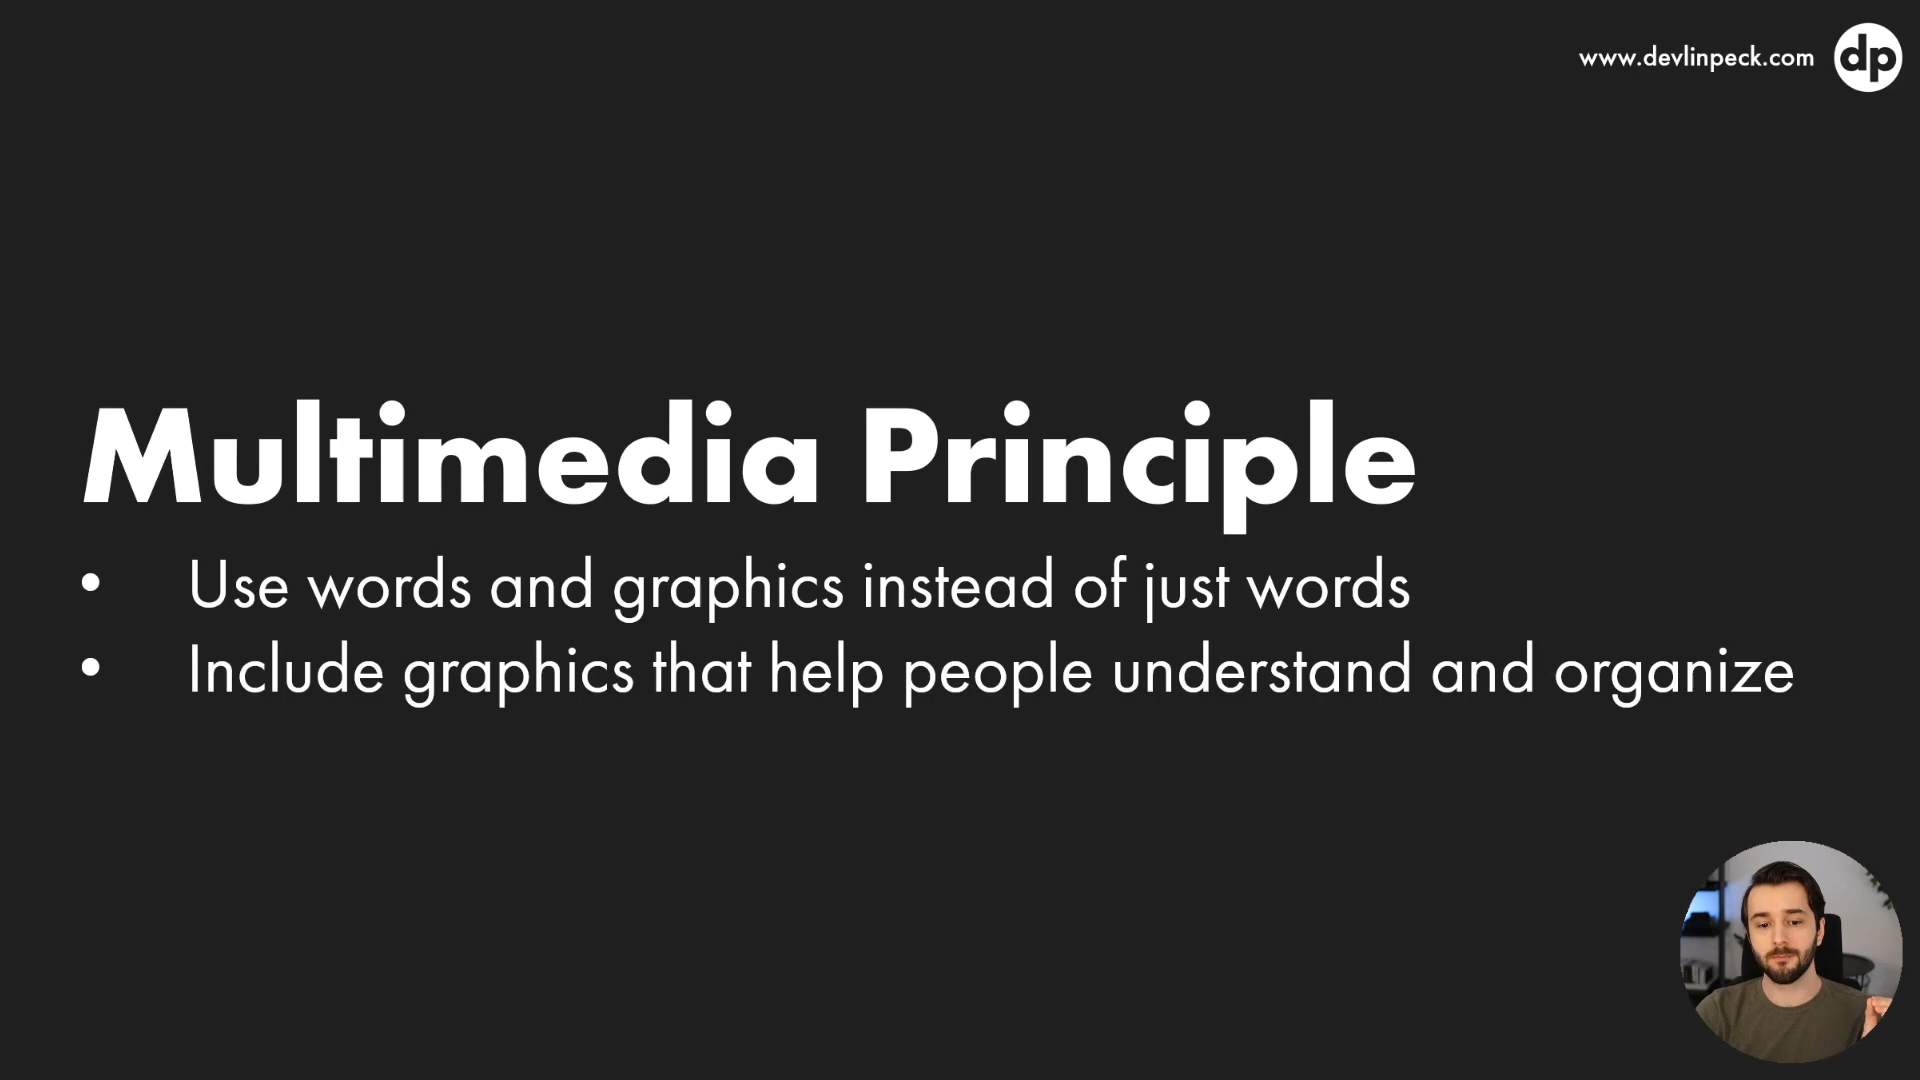 www.devlinpeck.com dp
Multimedia Principle
• Use words and graphics instead of just words
• Include graphics that help people understand and organize